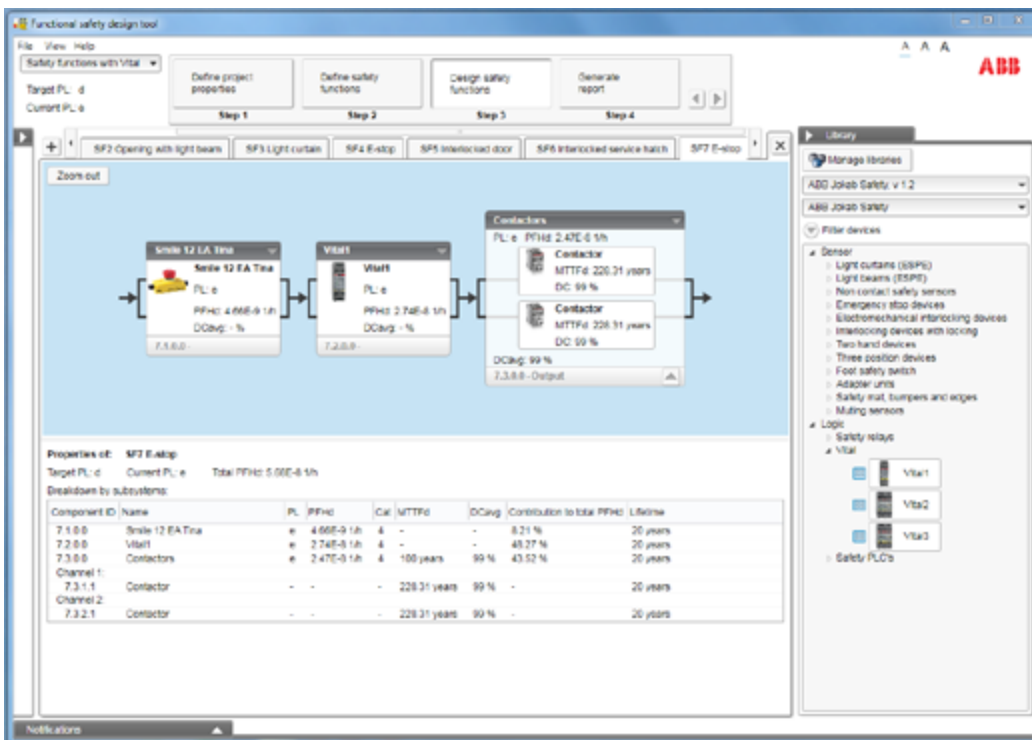 Functional safety design tool
File View Help
A A A
ABB
Safety functions with Vital
Target PL: d
Current PL: e
Define project properties
Step 1
Define safety functions
Step 2
Design safety functions
Step 3
Generate report
Step 4
SF2 Opening with light beam
SF3 Light curtain
SF4 E-stop
SF5 Interlocked door
SF6 Interlocked service hatch
SF7 E-stop
Zoom out
Smile 12 EA Tina
Smile 12 EA Tina
PL: e
PFHd: 4.66E-9 1/h
DCavg: - %
7.1.0.0 -
Vital1
Vital1
PL: e
PFHd: 2.74E-8 1/h
DCavg: - %
7.2.0.0 -
Contactors
PL: e PFHd: 2.47E-8 1/h
Contactor
MTTFd: 228.31 years
DC: 99 %
Contactor
MTTFd: 228.31 years
DC: 99 %
DCavg: 99 %
7.3.0.0 - Output
Properties of: SF7 E-stop
Target PL: d Current PL: e Total PFHd: 5.68E-8 1/h
Breakdown by subsystems:
Component ID Name PL PFHd Cat MTTFd DCavg Contribution to total PFHd Lifetime
7.1.0.0 Smile 12 EA Tina e 4.66E-9 1/h 4 - - 8.21 % 20 years
7.2.0.0 Vital1 e 2.74E-8 1/h 4 - - 48.27 % 20 years
7.3.0.0 Contactors e 2.47E-8 1/h 4 100 years 99 % 43.52 % 20 years
Channel 1:
7.3.1.1 Contactor - - - 228.31 years 99 % - 20 years
Channel 2:
7.3.2.1 Contactor - - - 228.31 years 99 % - 20 years
Library
Manage libraries
ABB Jokab Safety, v 1.2
ABB Jokab Safety
Filter devices
Sensor
Light curtains (ESPE)
Light beams (ESPE)
Non contact safety sensors
Emergency stop devices
Electromechanical interlocking devices
Interlocking devices with locking
Two hand devices
Three position devices
Foot safety switch
Adapter units
Safety mat, bumpers and edges
Muting sensors
Logic
Safety relays
Vital
Vital1
Vital2
Vital3
Safety PLC's
Notifications